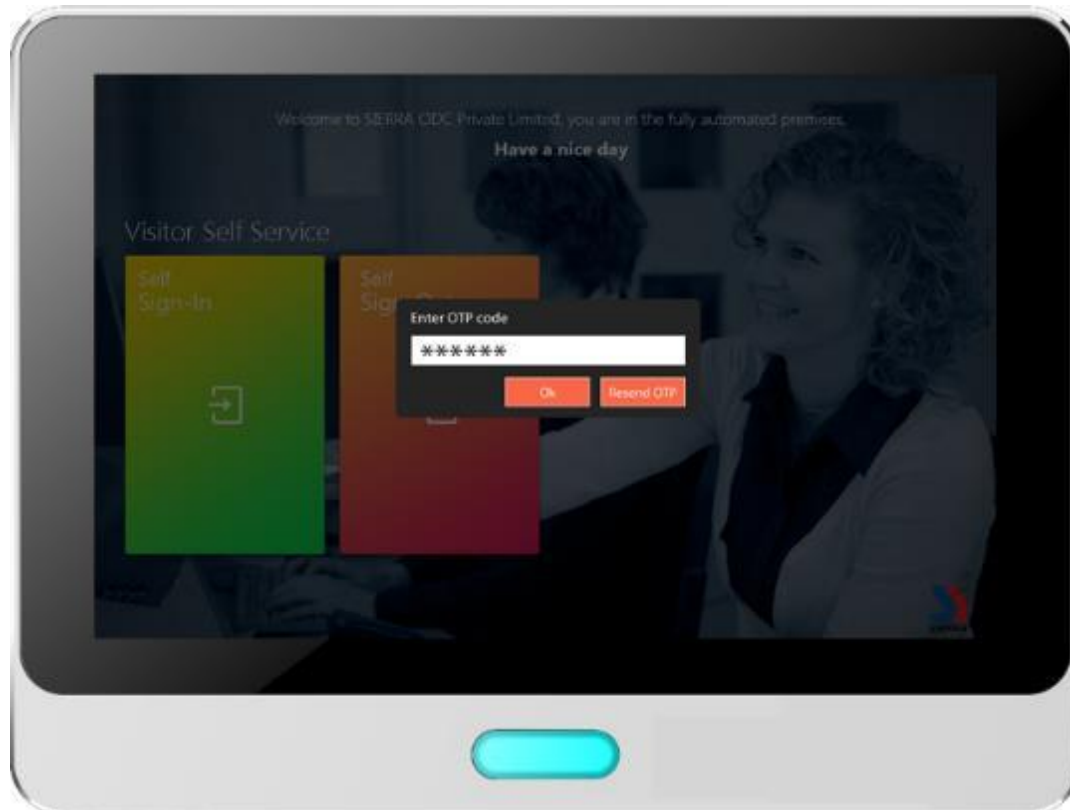 Welcome to SIERRA ODC Private Limited, you are in the fully automated premises.
Have a nice day
Visitor Self Service
Self
Sign-In
Self
Enter OTP code
******
Ok
Resend OTP
SIERRA